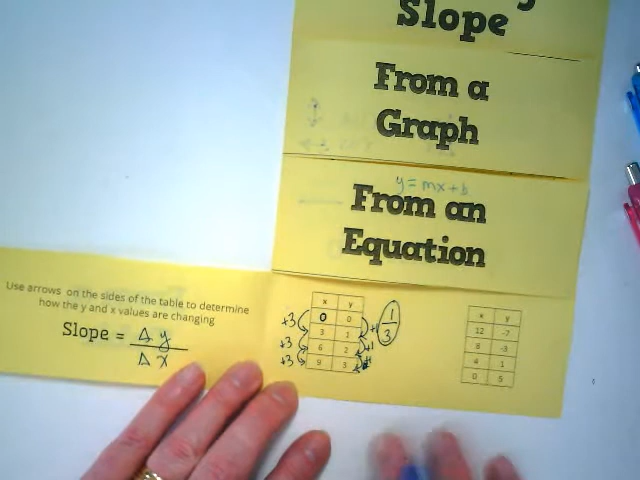 Slope
From a
Graph
y = mx + b
From an
Equation
Use arrows on the sides of the table to determine
how the y and x values are changing
Slope = Δy
Δx
x y
0 0
3 1
6 2
9 3
+3
+3
+3
+1
+1
1
3
x y
12 -7
8 -3
4 1
0 5